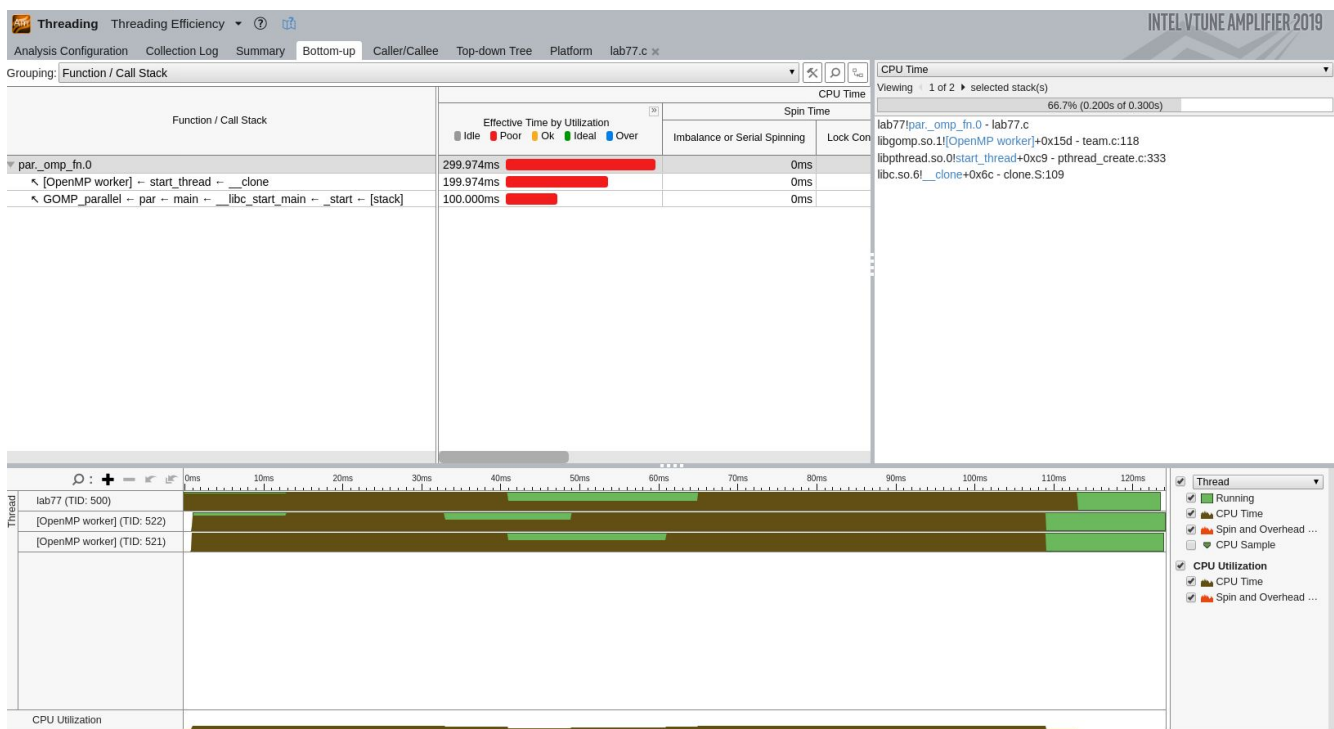 Threading Threading Efficiency ?
INTEL VTUNE AMPLIFIER 2019
Analysis Configuration Collection Log Summary Bottom-up Caller/Callee Top-down Tree Platform lab77.c
Grouping: Function / Call Stack
Function / Call Stack
CPU Time
Effective Time by Utilization
Idle Poor Ok Ideal Over
Spin Time
Imbalance or Serial Spinning Lock Con
par._omp_fn.0 299.974ms 0ms
[OpenMP worker] ← start_thread ← __clone 199.974ms 0ms
GOMP_parallel ← par ← main ← __libc_start_main ← _start ← [stack] 100.000ms 0ms
CPU Time
Viewing 1 of 2 selected stack(s)
66.7% (0.200s of 0.300s)
lab77!par._omp_fn.0 - lab77.c
libgomp.so.1![OpenMP worker]+0x15d - team.c:118
libpthread.so.0!start_thread+0xc9 - pthread_create.c:333
libc.so.6!__clone+0x6c - clone.S:109
0ms 10ms 20ms 30ms 40ms 50ms 60ms 70ms 80ms 90ms 100ms 110ms 120ms
Thread
lab77 (TID: 500)
[OpenMP worker] (TID: 522)
[OpenMP worker] (TID: 521)
CPU Utilization
Thread
Running
CPU Time
Spin and Overhead ...
CPU Sample
CPU Utilization
CPU Time
Spin and Overhead ...